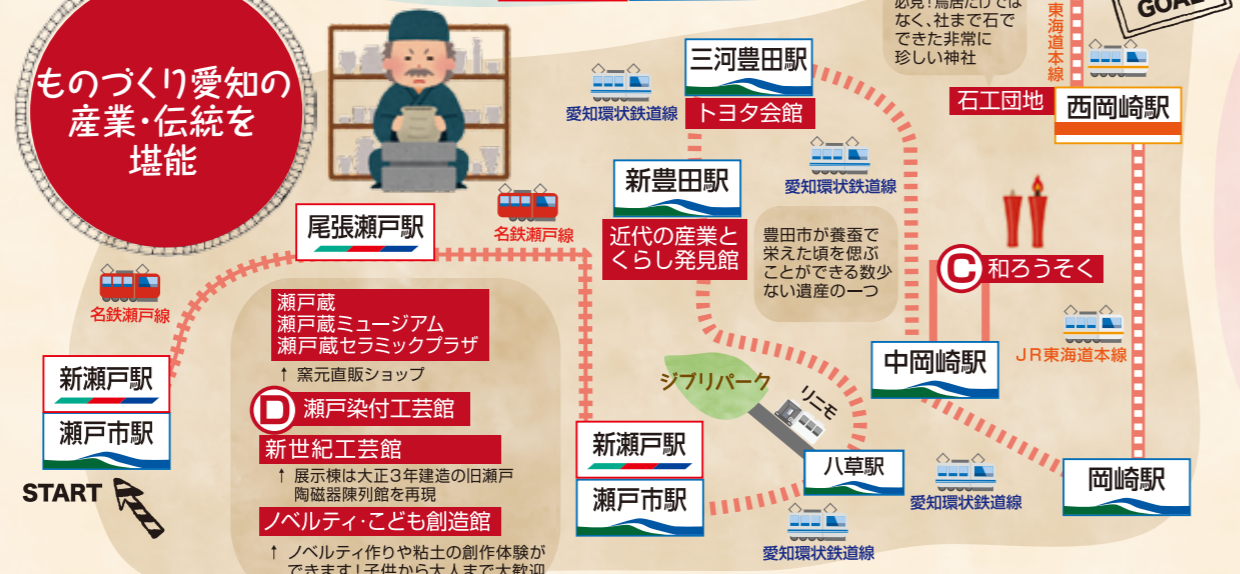 ものづくり愛知の
産業・伝統を
堪能
START
新瀬戸駅
瀬戸市駅
名鉄瀬戸線
尾張瀬戸駅
名鉄瀬戸線
瀬戸蔵
瀬戸蔵ミュージアム
瀬戸蔵セラミックプラザ
↑ 窯元直販ショップ
D 瀬戸染付工芸館
新世紀工芸館
↑ 展示棟は大正3年建造の旧瀬戸
陶磁器陳列館を再現
ノベルティ・こども創造館
↑ ノベルティ作りや粘土の創作体験が
できます!子供から大人まで大歓迎
新瀬戸駅
瀬戸市駅
愛知環状鉄道線
八草駅
リニモ
ジブリパーク
新豊田駅
近代の産業と
くらし発見館
豊田市が養蚕で
栄えた頃を偲ぶ
ことができる数少
ない遺産の一つ
愛知環状鉄道線
三河豊田駅
トヨタ会館
愛知環状鉄道線
中岡崎駅
C 和ろうそく
愛知環状鉄道線
岡崎駅
JR東海道本線
西岡崎駅
石工団地
必見!鳥居だけでは
なく、社まで石で
できた非常に
珍しい神社
東海道本線
GOAL